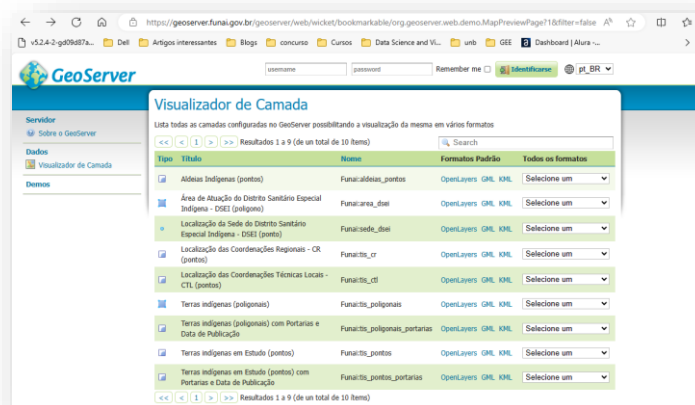 https://geoserver.funai.gov.br/geoserver/web/wicket/bookmarkable/org.geoserver.web.demo.MapPreviewPage?1&filter=false
v5.2.4-2-gd09d87a... Dell Artigos interessantes Blogs concurso Cursos Data Science and Vi... unb GEE Dashboard | Alura -...
GeoServer
username password Remember me Identificarse pt_BR
Servidor
Sobre o GeoServer
Dados
Visualizador de Camada
Demos
Visualizador de Camada
Lista todas as camadas configuradas no GeoServer possibilitando a visualização da mesma em vários formatos
<< < 1 > >> Resultados 1 a 9 (de un total de 10 ítems) Search
Tipo Título Nome Formatos Padrão Todos os formatos
Aldeias Indígenas (pontos) Funai:aldeias_pontos OpenLayers GML KML Selecione um
Área de Atuação do Distrito Sanitário Especial
Indígena - DSEI (polígono) Funai:area_dsei OpenLayers GML KML Selecione um
Localização da Sede do Distrito Sanitário
Especial Indígena - DSEI (ponto) Funai:sede_dsei OpenLayers GML KML Selecione um
Localização das Coordenações Regionais - CR
(pontos) Funai:tis_cr OpenLayers GML KML Selecione um
Localização das Coordenações Técnicas Locais -
CTL (pontos) Funai:tis_ctl OpenLayers GML KML Selecione um
Terras indígenas (poligonais) Funai:tis_poligonais OpenLayers GML KML Selecione um
Terras indígenas (poligonais) com Portarias e
Data de Publicação Funai:tis_poligonais_portarias OpenLayers GML KML Selecione um
Terras indígenas em Estudo (pontos) Funai:tis_pontos OpenLayers GML KML Selecione um
Terras indígenas em Estudo (pontos) com
Portarias e Data de Publicação Funai:tis_pontos_portarias OpenLayers GML KML Selecione um
<< < 1 > >> Resultados 1 a 9 (de un total de 10 ítems)